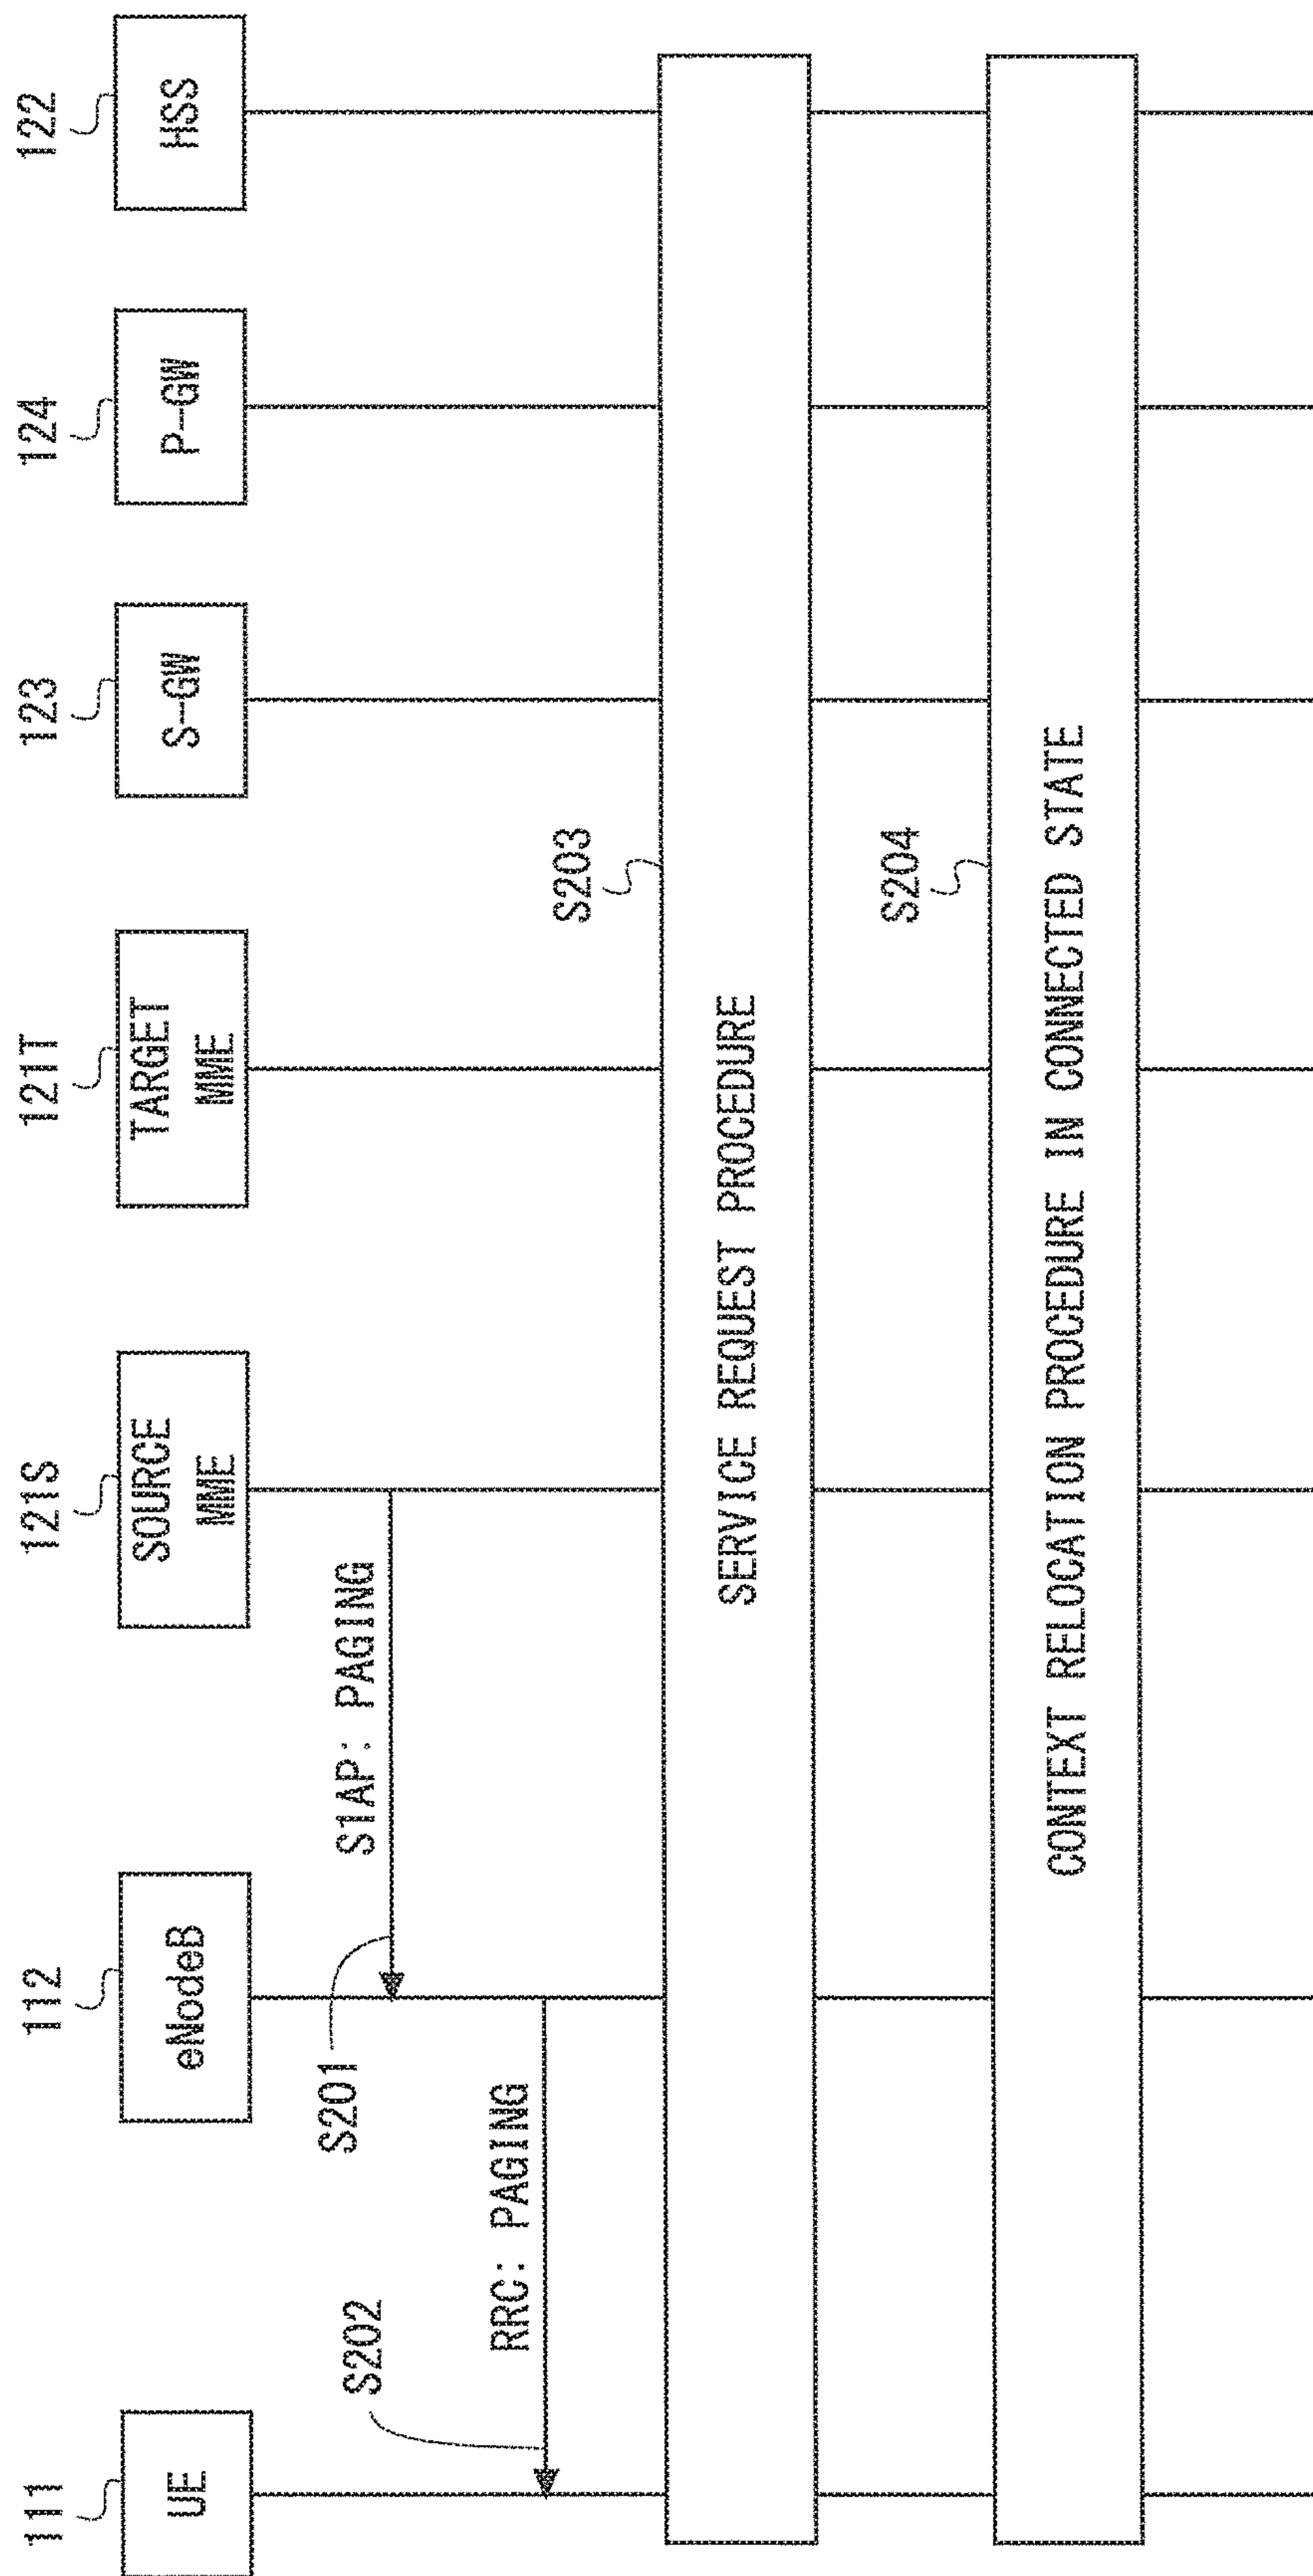 111
112
121S
121T
123
124
122
UE
eNodeB
SOURCE
MME
TARGET
MME
S-GW
P-GW
HSS
S201
S1AP: PAGING
S202
RRC: PAGING
S203
SERVICE REQUEST PROCEDURE
S204
CONTEXT RELOCATION PROCEDURE IN CONNECTED STATE